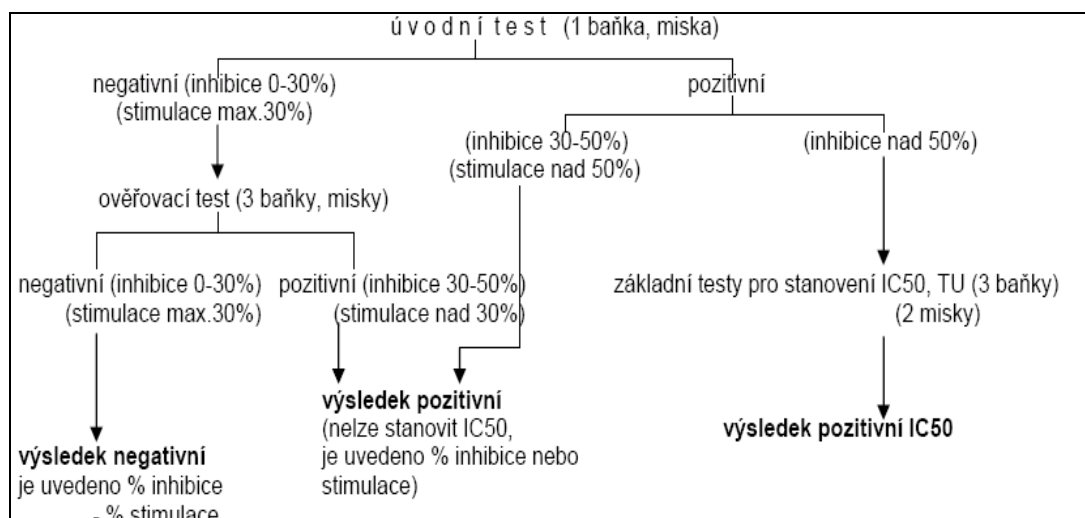 ú v o d n í  t e s t  (1 baňka, miska)
negativní (inhibice 0-30%)
(stimulace max.30%)
pozitivní
(inhibice 30-50%)
(stimulace nad 50%)
(inhibice nad 50%)
ověřovací test (3 baňky, misky)
negativní (inhibice 0-30%)
(stimulace max.30%)
pozitivní (inhibice 30-50%)
(stimulace nad 30%)
základní testy pro stanovení IC50, TU (3 baňky)
(2 misky)
výsledek pozitivní
(nelze stanovit IC50,
je uvedeno % inhibice nebo
stimulace)
výsledek pozitivní IC50
výsledek negativní
je uvedeno % inhibice
- % stimulace